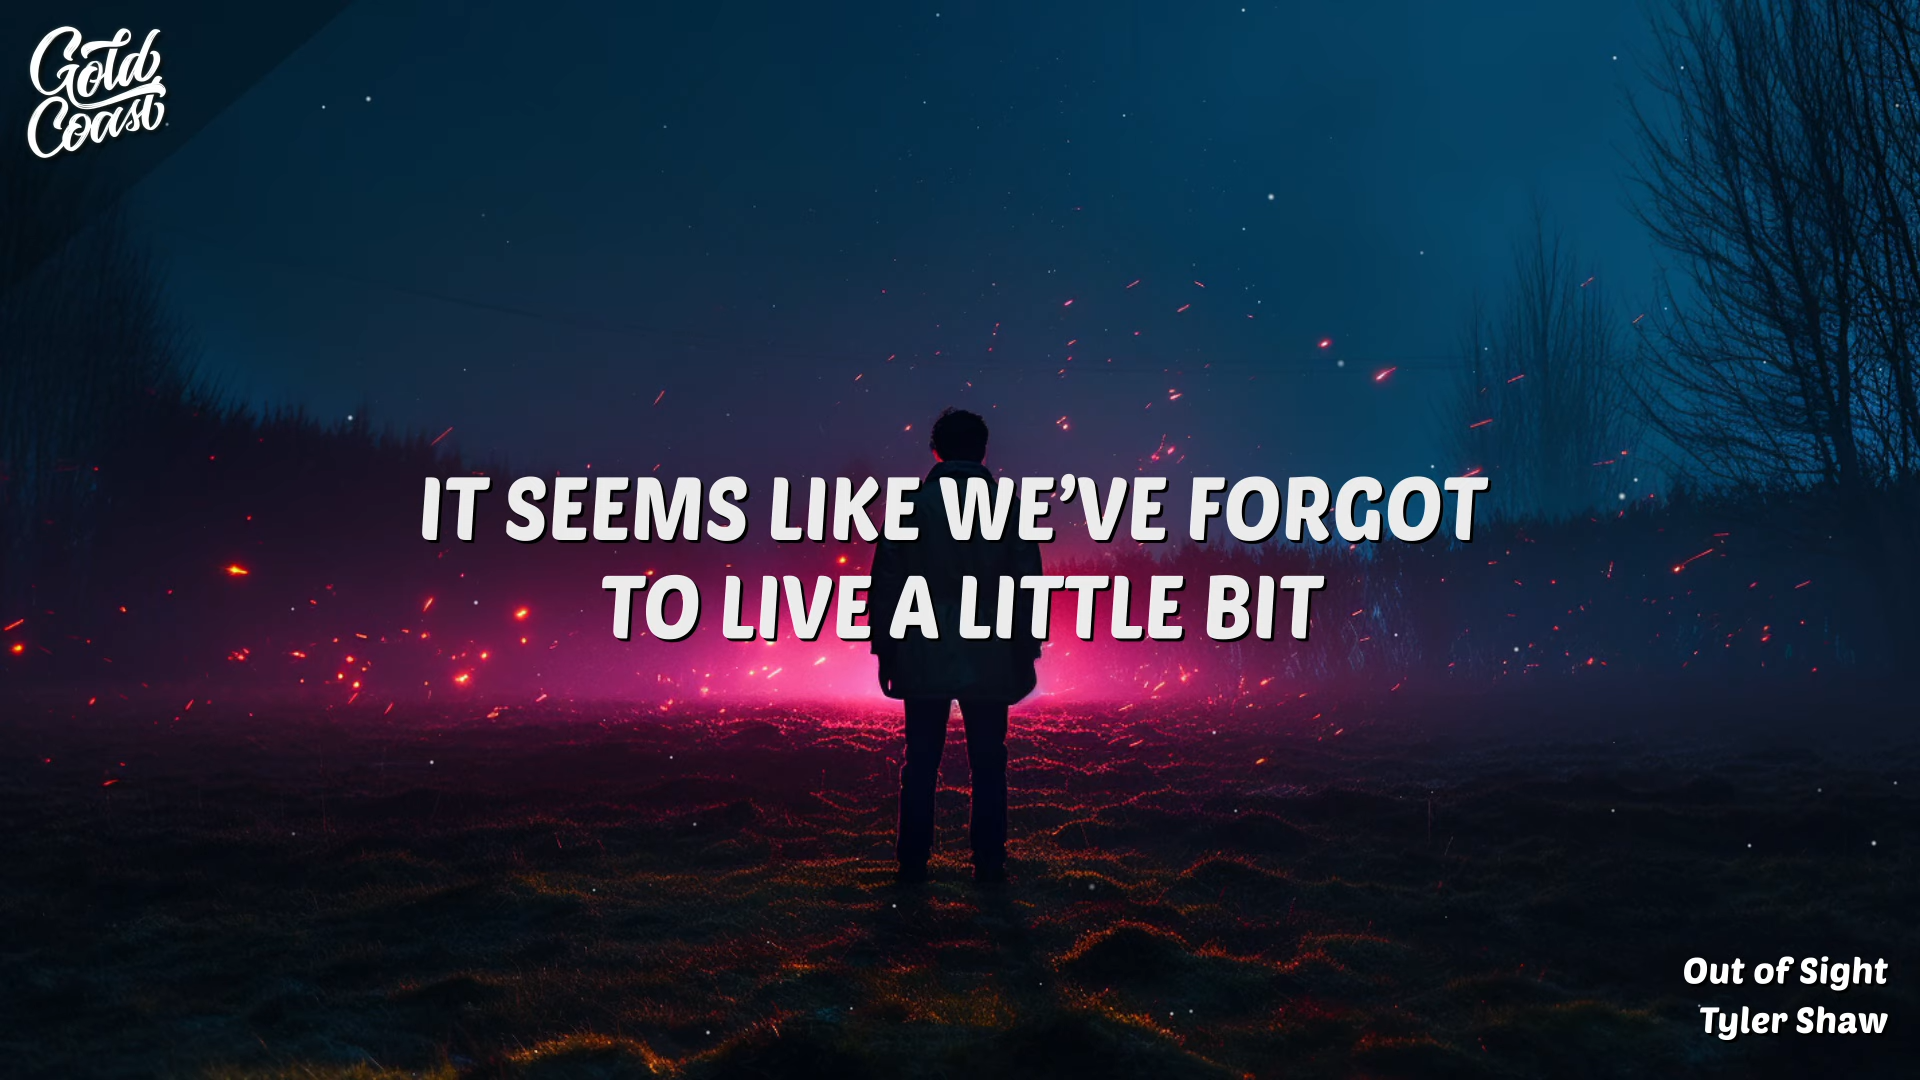 Gold
Coast
IT SEEMS LIKE WE’VE FORGOT
TO LIVE A LITTLE BIT
Out of Sight
Tyler Shaw